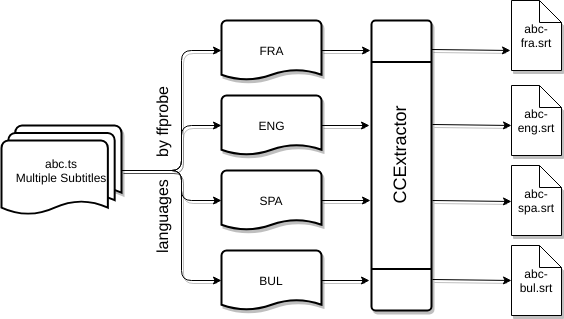 abc.ts
Multiple Subtitles
by ffprobe
languages
FRA
ENG
SPA
BUL
CCExtractor
abc-
fra.srt
abc-
eng.srt
abc-
spa.srt
abc-
bul.srt